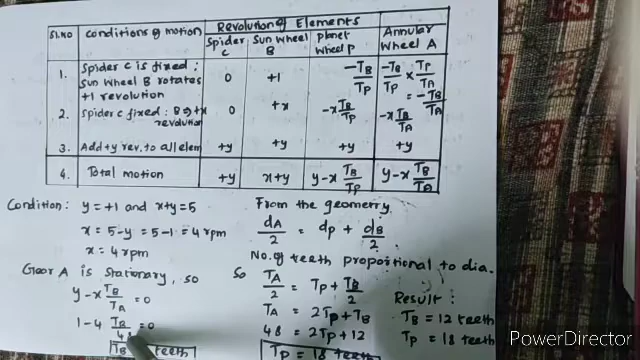 Sl.no | Conditions of motion | Revolution of Elements
Spider C | Sun wheel B | Planet wheel P | Annular wheel A
1. | Spider C is fixed; Sun wheel B rotates +1 revolution | 0 | +1 | -TB/TP | -TB/TP × TP/TA = -TB/TA
2. | Spider C fixed; B → +x revolution | 0 | +x | -x TB/TP | -x TB/TA
3. | Add +y rev. to all elem | +y | +y | +y | +y
4. | Total motion | +y | x+y | y-x TB/TP | y-x TB/TA
Condition: y = +1 and x+y = 5
x = 5-y = 5-1 = 4 rpm
x = 4 rpm
Gear A is stationary, so
y-x TB/TA = 0
1-4 TB/48 = 0
TB teeth
From the geometry
dA/2 = dp + dB/2
No. of teeth proportional to dia.
So TA/2 = Tp + TB/2
TA = 2Tp + TB
48 = 2Tp + 12
Tp = 18 teeth
Result:
TB = 12 teeth
TP = 18 teeth
Made with KINEMASTER
PowerDirector